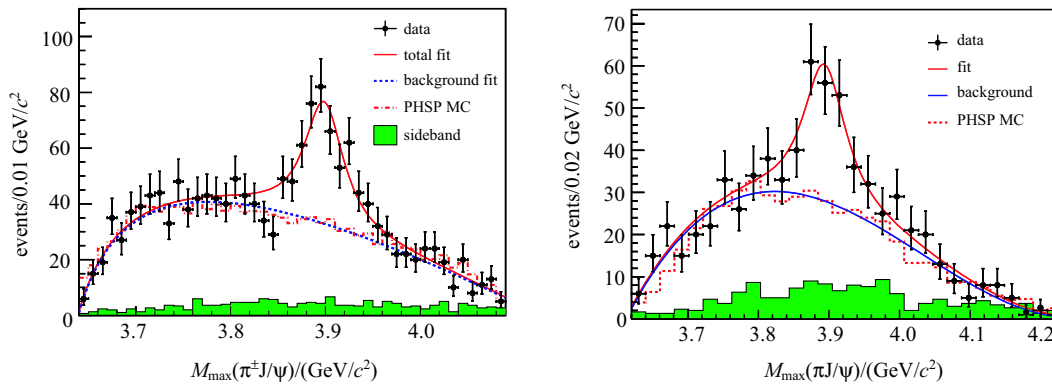 100
80
60
40
20
0
events/0.01 GeV/c²
data
total fit
background fit
PHSP MC
sideband
3.7
3.8
3.9
4.0
M_max(π±J/ψ)/(GeV/c²)
70
60
50
40
30
20
10
0
events/0.02 GeV/c²
data
fit
background
PHSP MC
3.7
3.8
3.9
4.0
4.1
4.2
M_max(πJ/ψ)/(GeV/c²)